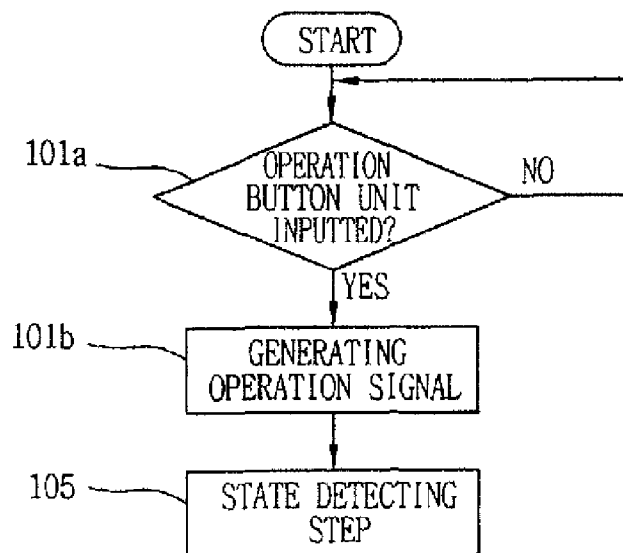 START
101a
OPERATION
BUTTON UNIT
INPUTTED?
NO
YES
101b
GENERATING
OPERATION SIGNAL
105
STATE DETECTING
STEP